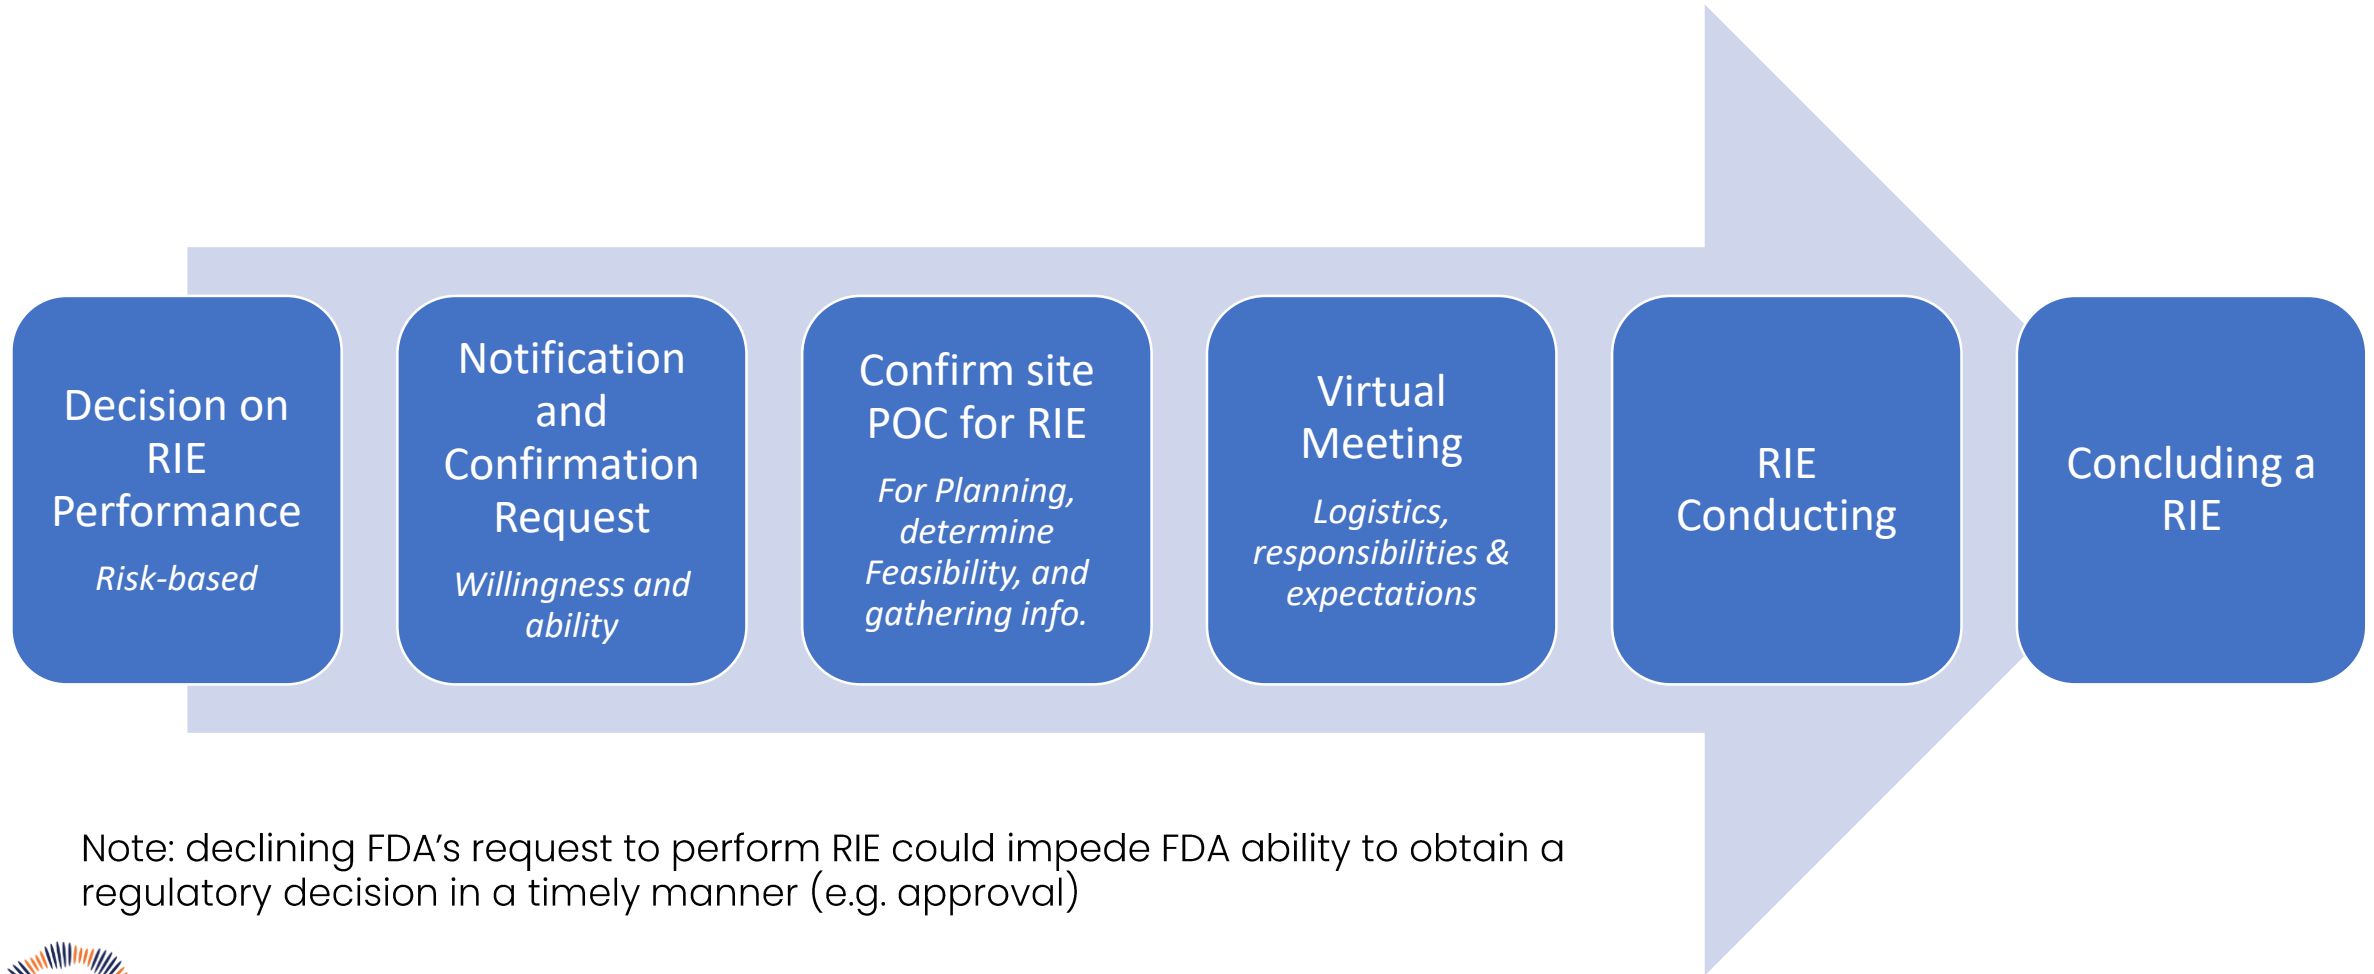 Decision on
RIE
Performance
Risk-based
Notification
and
Confirmation
Request
Willingness and
ability
Confirm site
POC for RIE
For Planning,
determine
Feasibility, and
gathering info.
Virtual
Meeting
Logistics,
responsibilities &
expectations
RIE
Conducting
Concluding a
RIE
Note: declining FDA’s request to perform RIE could impede FDA ability to obtain a
regulatory decision in a timely manner (e.g. approval)